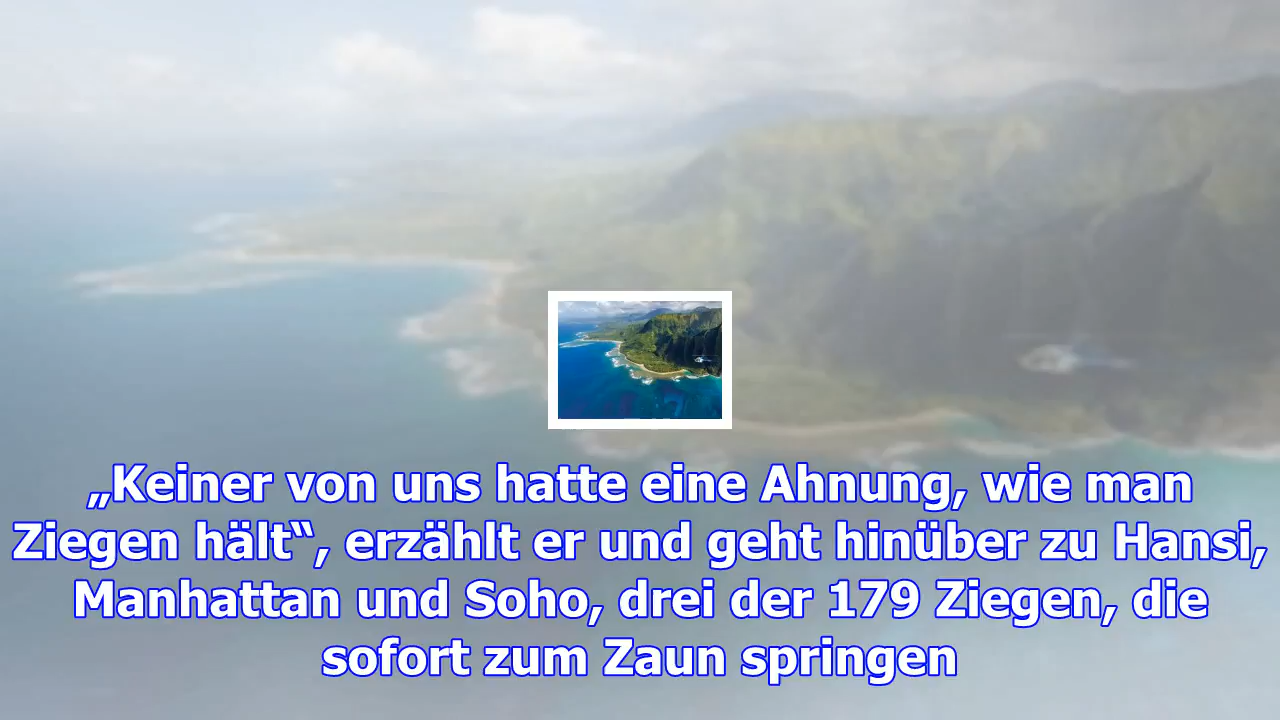 „Keiner von uns hatte eine Ahnung, wie man
Ziegen hält“, erzählt er und geht hinüber zu Hansi,
Manhattan und Soho, drei der 179 Ziegen, die
sofort zum Zaun springen